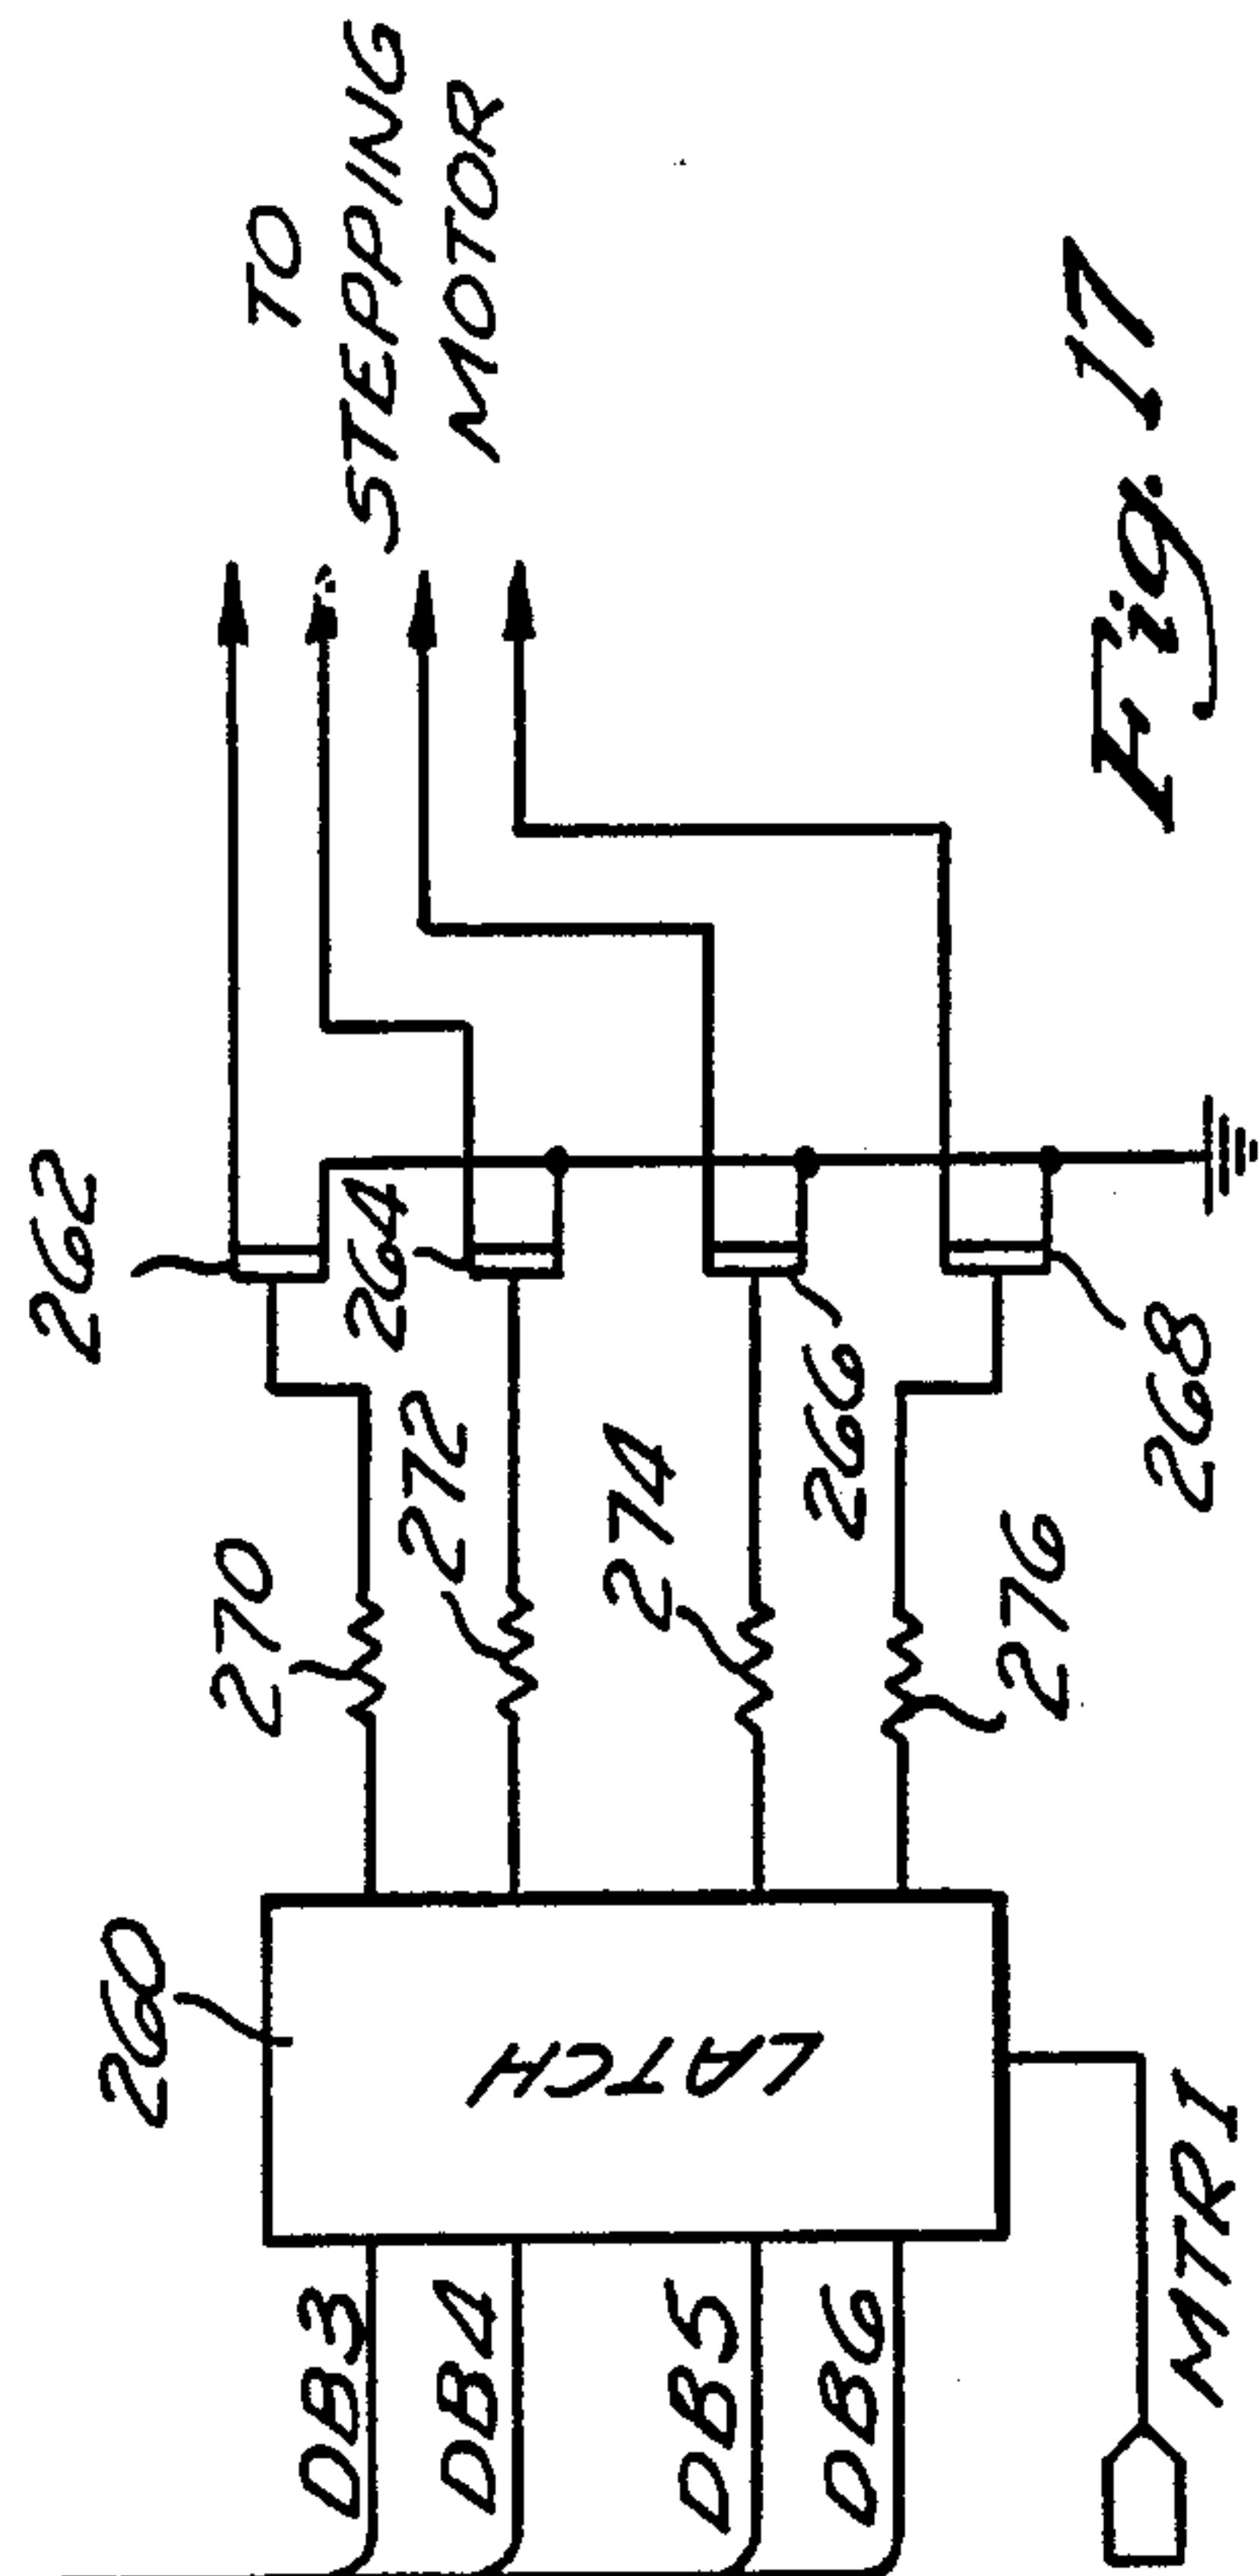 TO
STEPPING
MOTOR
262
264
270
272
274
266
268
276
260
LATCH
DB3
DB4
DB5
DB6
MTR1
Fig. 17